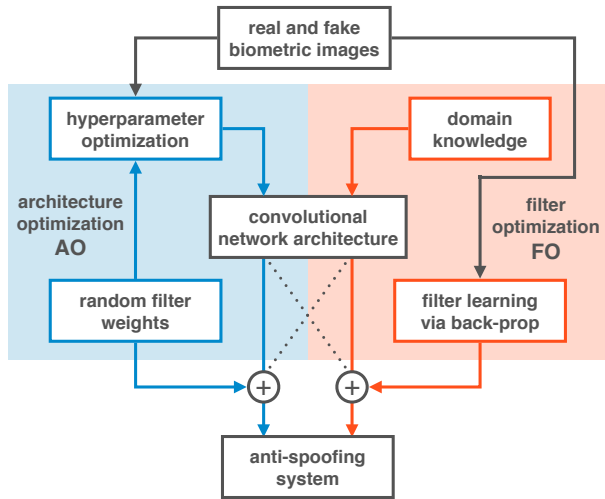 real and fake
biometric images
hyperparameter
optimization
domain
knowledge
architecture
optimization
AO
convolutional
network architecture
filter
optimization
FO
random filter
weights
filter learning
via back-prop
+
+
anti-spoofing
system